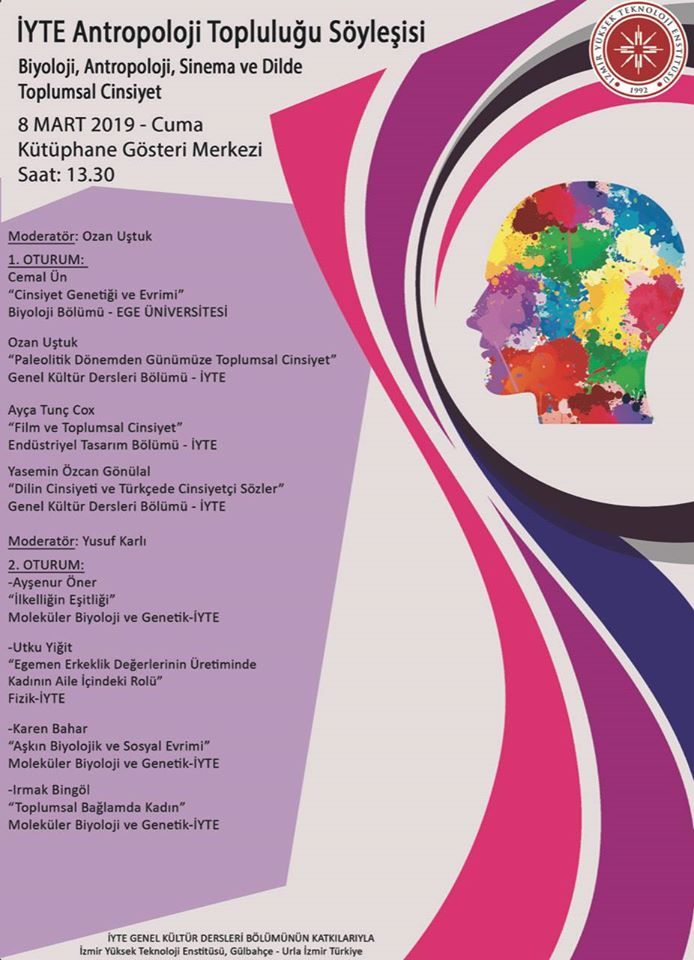 İYTE Antropoloji Topluluğu Söyleşisi
Biyoloji, Antropoloji, Sinema ve Dilde
Toplumsal Cinsiyet
8 MART 2019 - Cuma
Kütüphane Gösteri Merkezi
Saat: 13.30
İZMİR YÜKSEK TEKNOLOJİ ENSTİTÜSÜ
1992
Moderatör: Ozan Uştuk
1. OTURUM:
Cemal Ün
“Cinsiyet Genetiği ve Evrimi”
Biyoloji Bölümü - EGE ÜNİVERSİTESİ
Ozan Uştuk
“Paleolitik Dönemden Günümüze Toplumsal Cinsiyet”
Genel Kültür Dersleri Bölümü - İYTE
Ayça Tunç Cox
“Film ve Toplumsal Cinsiyet”
Endüstriyel Tasarım Bölümü - İYTE
Yasemin Özcan Gönülal
“Dilin Cinsiyeti ve Türkçede Cinsiyetçi Sözler”
Genel Kültür Dersleri Bölümü - İYTE
Moderatör: Yusuf Karlı
2. OTURUM:
-Ayşenur Öner
“İlkelliğin Eşitliği”
Moleküler Biyoloji ve Genetik-İYTE
-Utku Yiğit
“Egemen Erkeklik Değerlerinin Üretiminde
Kadının Aile İçindeki Rolü”
Fizik-İYTE
-Karen Bahar
“Aşkın Biyolojik ve Sosyal Evrimi”
Moleküler Biyoloji ve Genetik-İYTE
-Irmak Bingöl
“Toplumsal Bağlamda Kadın”
Moleküler Biyoloji ve Genetik-İYTE
İYTE GENEL KÜLTÜR DERSLERİ BÖLÜMÜNÜN KATKILARIYLA
İzmir Yüksek Teknoloji Enstitüsü, Gülbahçe - Urla İzmir Türkiye